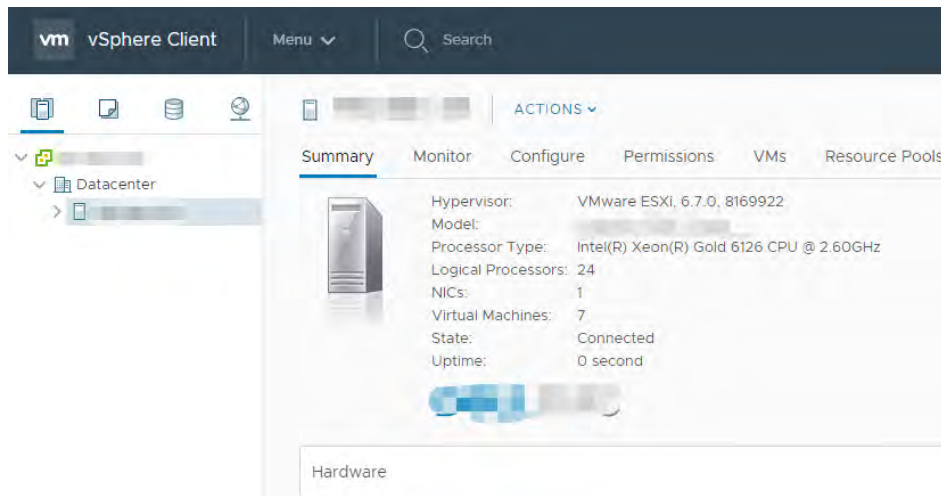 vm vSphere Client Menu Search
ACTIONS
Summary Monitor Configure Permissions VMs Resource Pools
Datacenter
Hypervisor: VMware ESXi, 6.7.0, 8169922
Model:
Processor Type: Intel(R) Xeon(R) Gold 6126 CPU @ 2.60GHz
Logical Processors: 24
NICs: 1
Virtual Machines: 7
State: Connected
Uptime: 0 second
Hardware